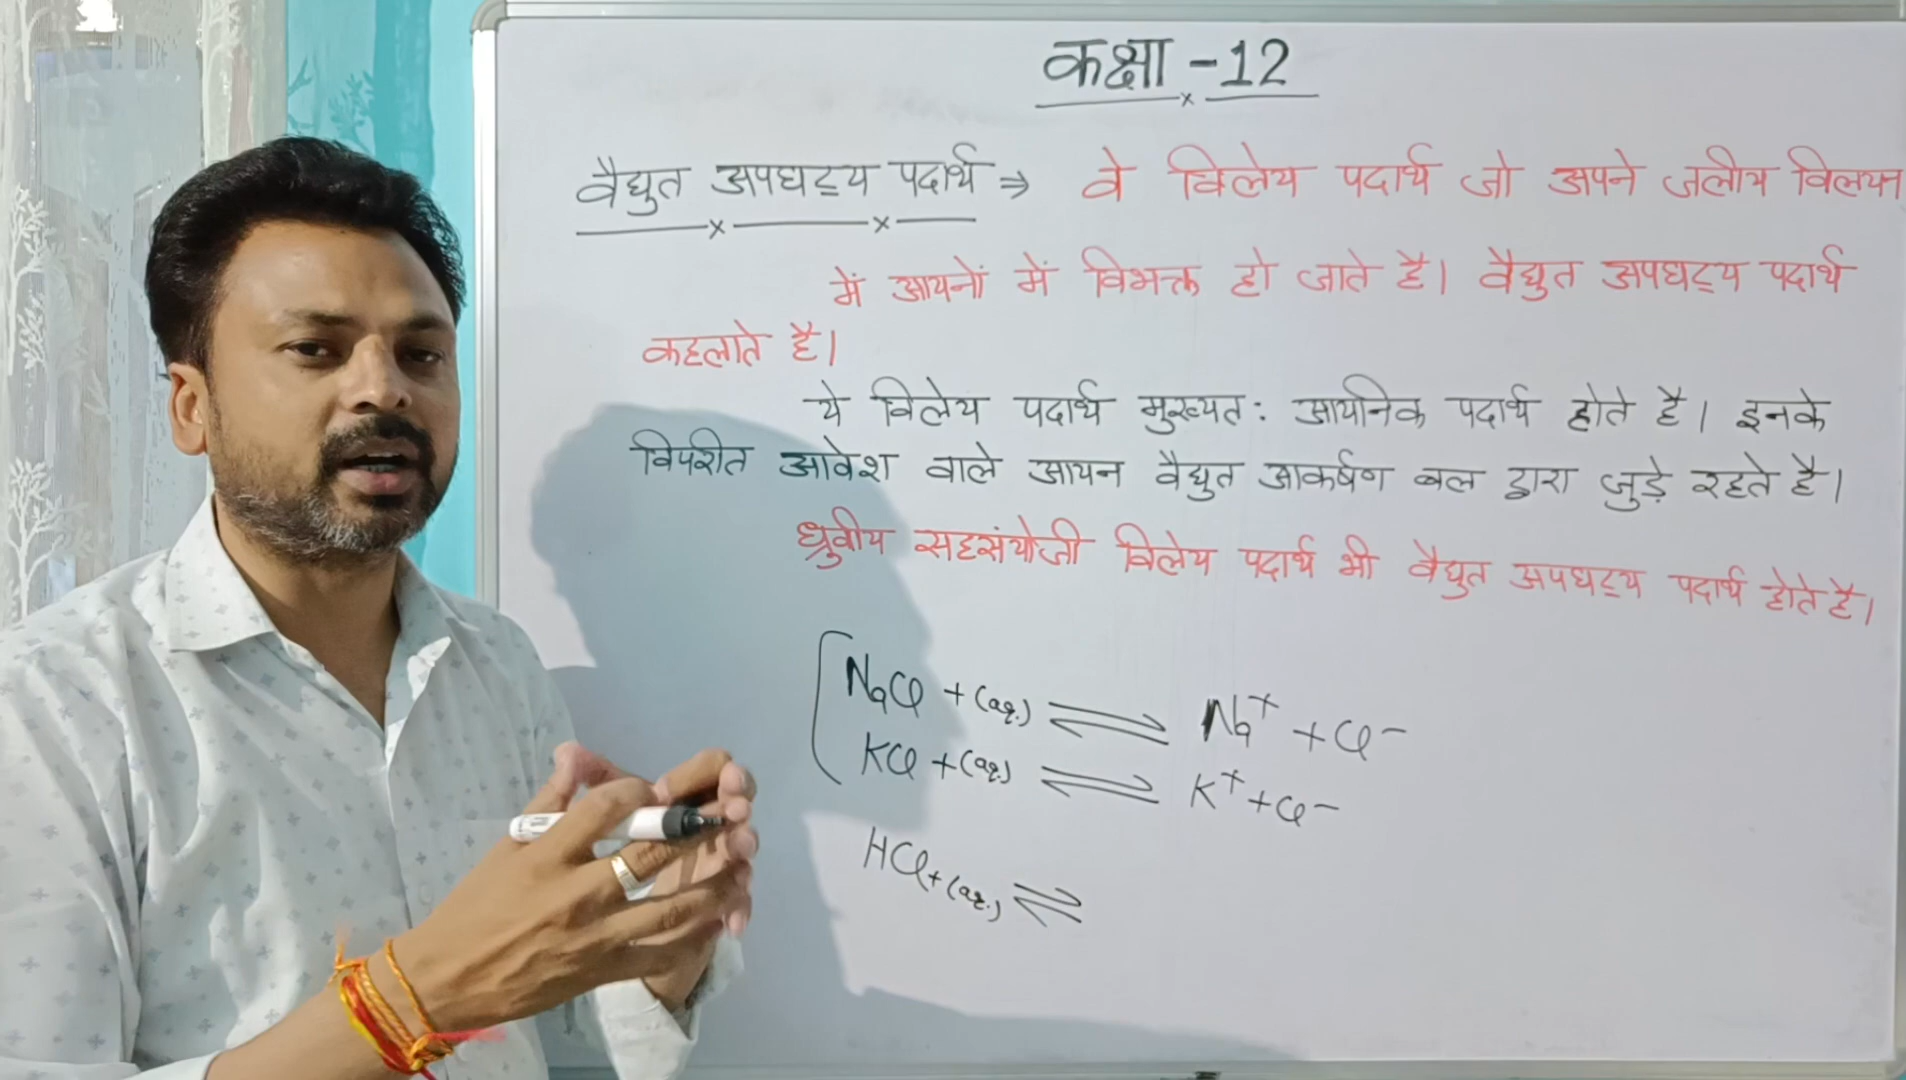 कक्षा - 12
वैद्युत अपघट्य पदार्थ ⇒ वे विलेय पदार्थ जो अपने जलीय विलयन
में आयनों में विभक्त हो जाते है। वैद्युत अपघट्य पदार्थ
कहलाते है।
ये विलेय पदार्थ मुख्यत: आयनिक पदार्थ होते है। इनके
विपरीत आवेश वाले आयन वैद्युत आकर्षण बल द्वारा जुड़े रहते है।
ध्रुवीय सहसंयोजी विलेय पदार्थ भी वैद्युत अपघट्य पदार्थ होते है।
NaCl + (aq.) ⇌ Na⁺ + Cl⁻
KCl + (aq.) ⇌ K⁺ + Cl⁻
HCl + (aq.) ⇌